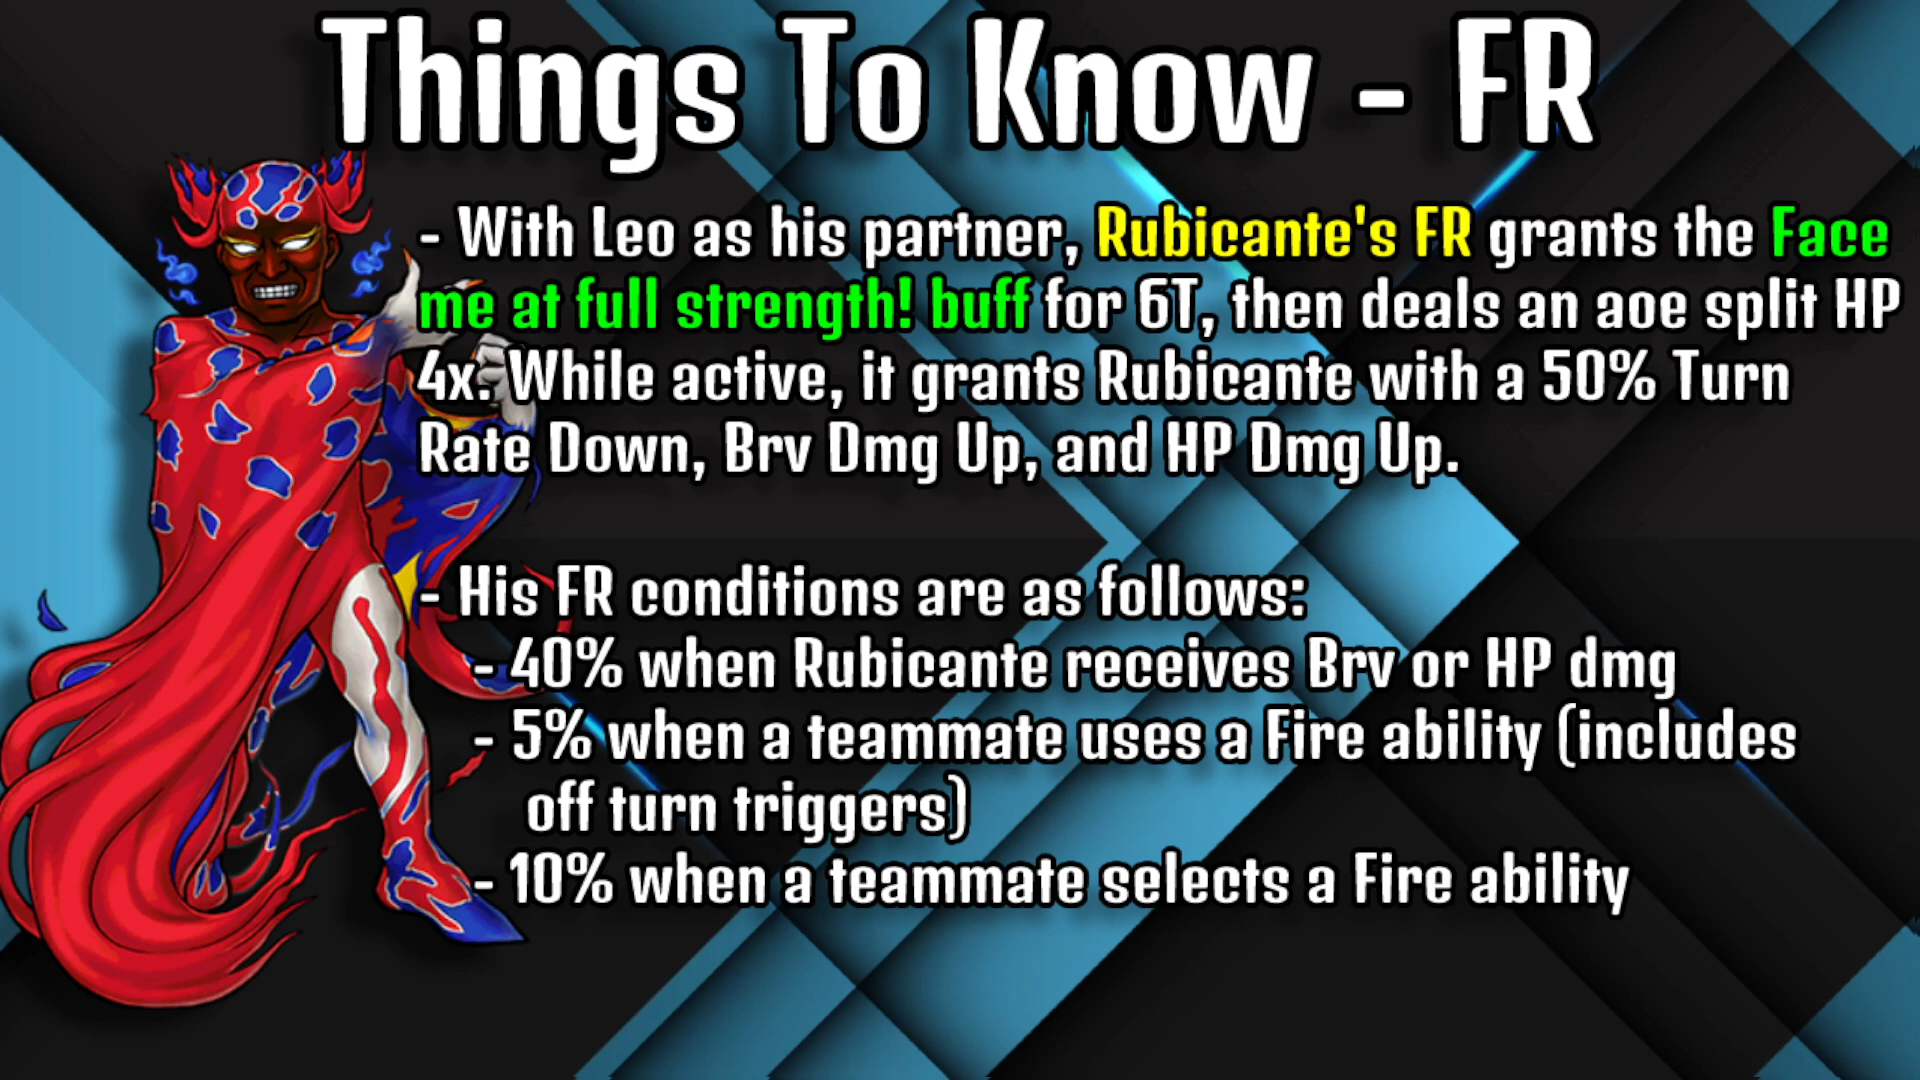 Things To Know - FR
- With Leo as his partner, Rubicante's FR grants the Face
me at full strength! buff for 6T, then deals an aoe split HP
4x. While active, it grants Rubicante with a 50% Turn
Rate Down, Brv Dmg Up, and HP Dmg Up.
- His FR conditions are as follows:
- 40% when Rubicante receives Brv or HP dmg
- 5% when a teammate uses a Fire ability (includes
off turn triggers)
- 10% when a teammate selects a Fire ability